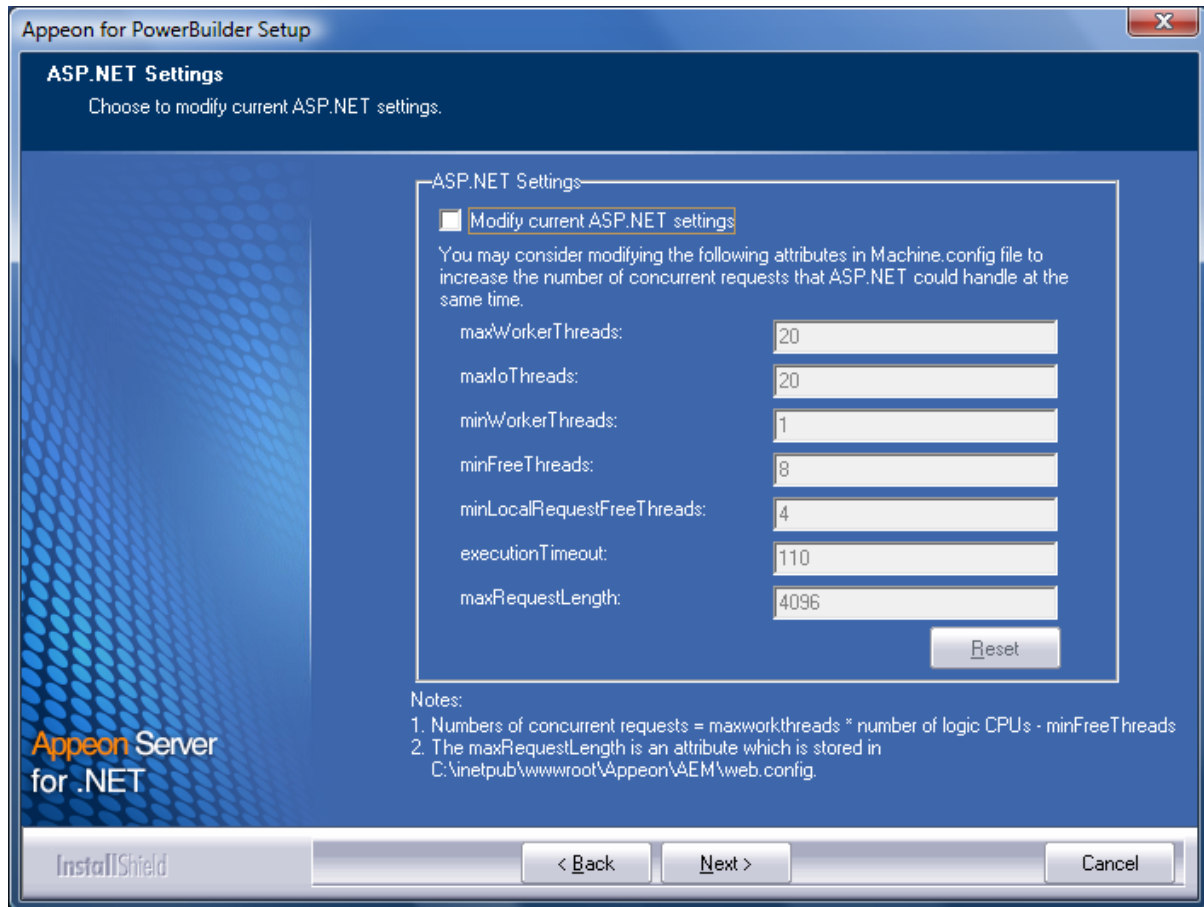 Appeon for PowerBuilder Setup
ASP.NET Settings
Choose to modify current ASP.NET settings.
ASP.NET Settings
Modify current ASP.NET settings
You may consider modifying the following attributes in Machine.config file to
increase the number of concurrent requests that ASP.NET could handle at the
same time.
maxWorkerThreads: 20
maxIoThreads: 20
minWorkerThreads: 1
minFreeThreads: 8
minLocalRequestFreeThreads: 4
executionTimeout: 110
maxRequestLength: 4096
Reset
Notes:
1. Numbers of concurrent requests = maxworkthreads * number of logic CPUs - minFreeThreads
2. The maxRequestLength is an attribute which is stored in
C:\inetpub\wwwroot\Appeon\AEM\web.config.
Appeon Server
for .NET
InstallShield
< Back Next > Cancel